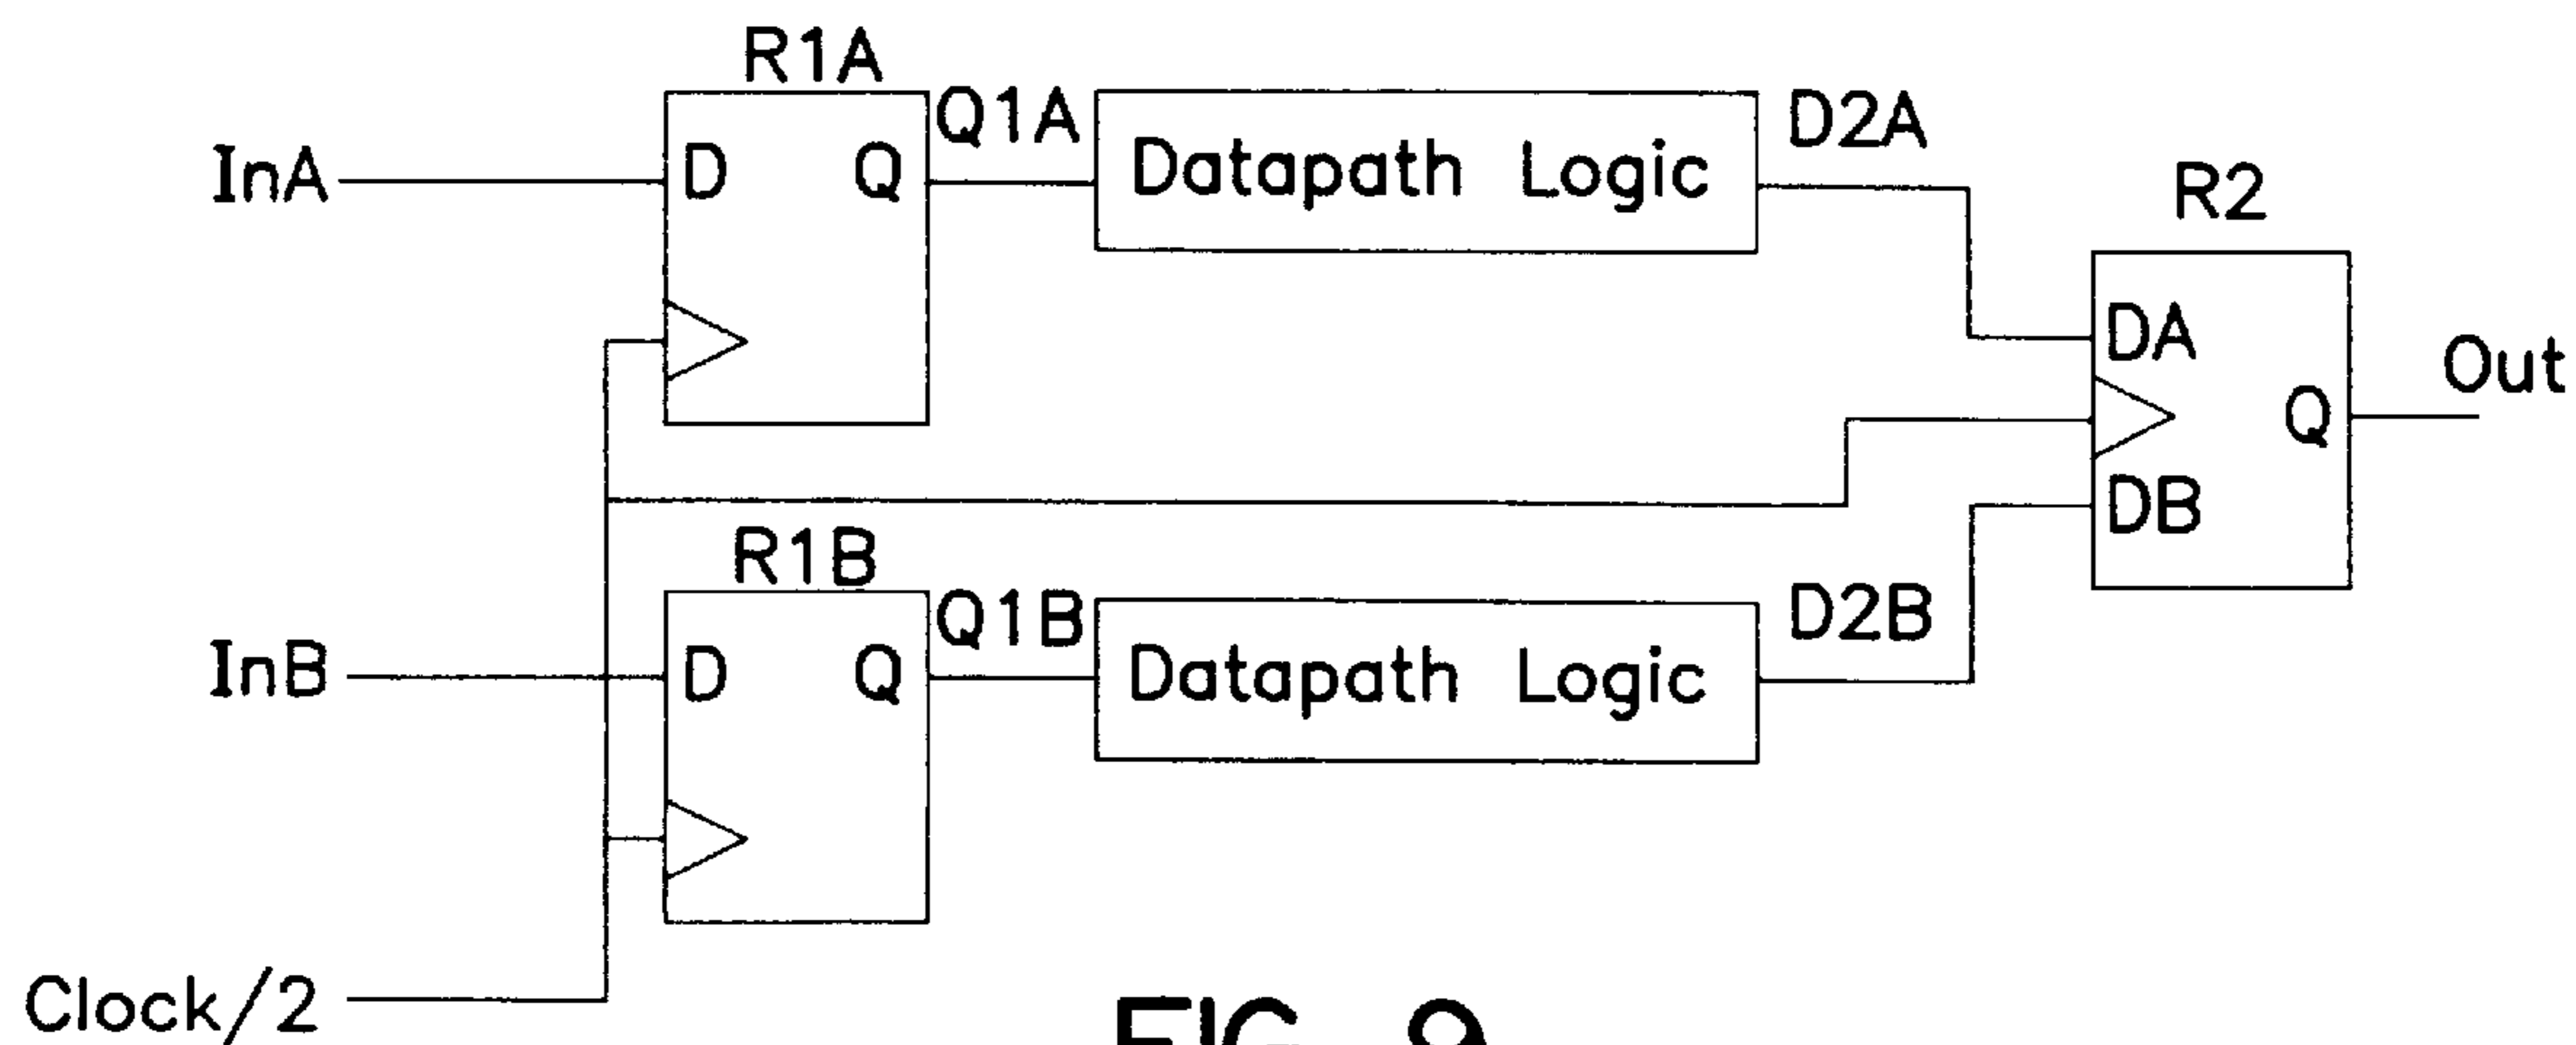 R1A
Q1A
D2A
InA
D
Q
Datapath Logic
R2
DA
Out
Q
DB
R1B
Q1B
D2B
InB
D
Q
Datapath Logic
Clock/2